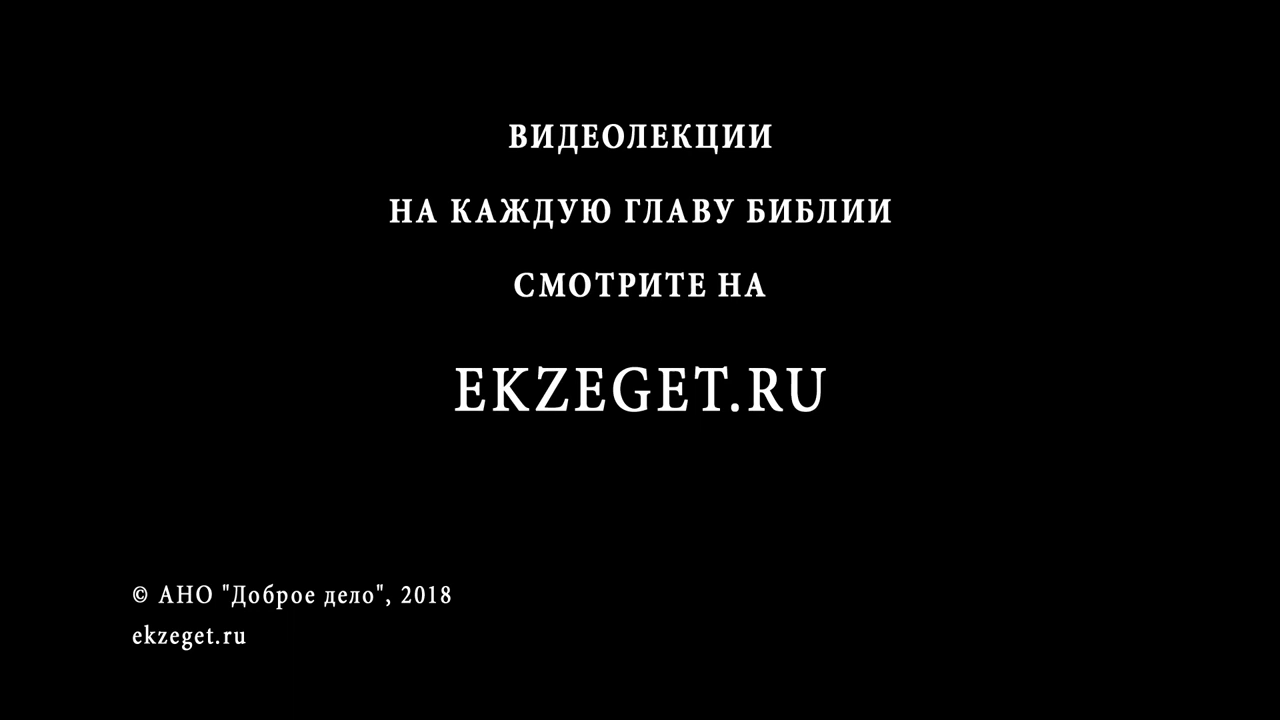 ВИДЕОЛЕКЦИИ
НА КАЖДУЮ ГЛАВУ БИБЛИИ
СМОТРИТЕ НА
EKZEGET.RU
© АНО "Доброе дело", 2018
ekzeget.ru